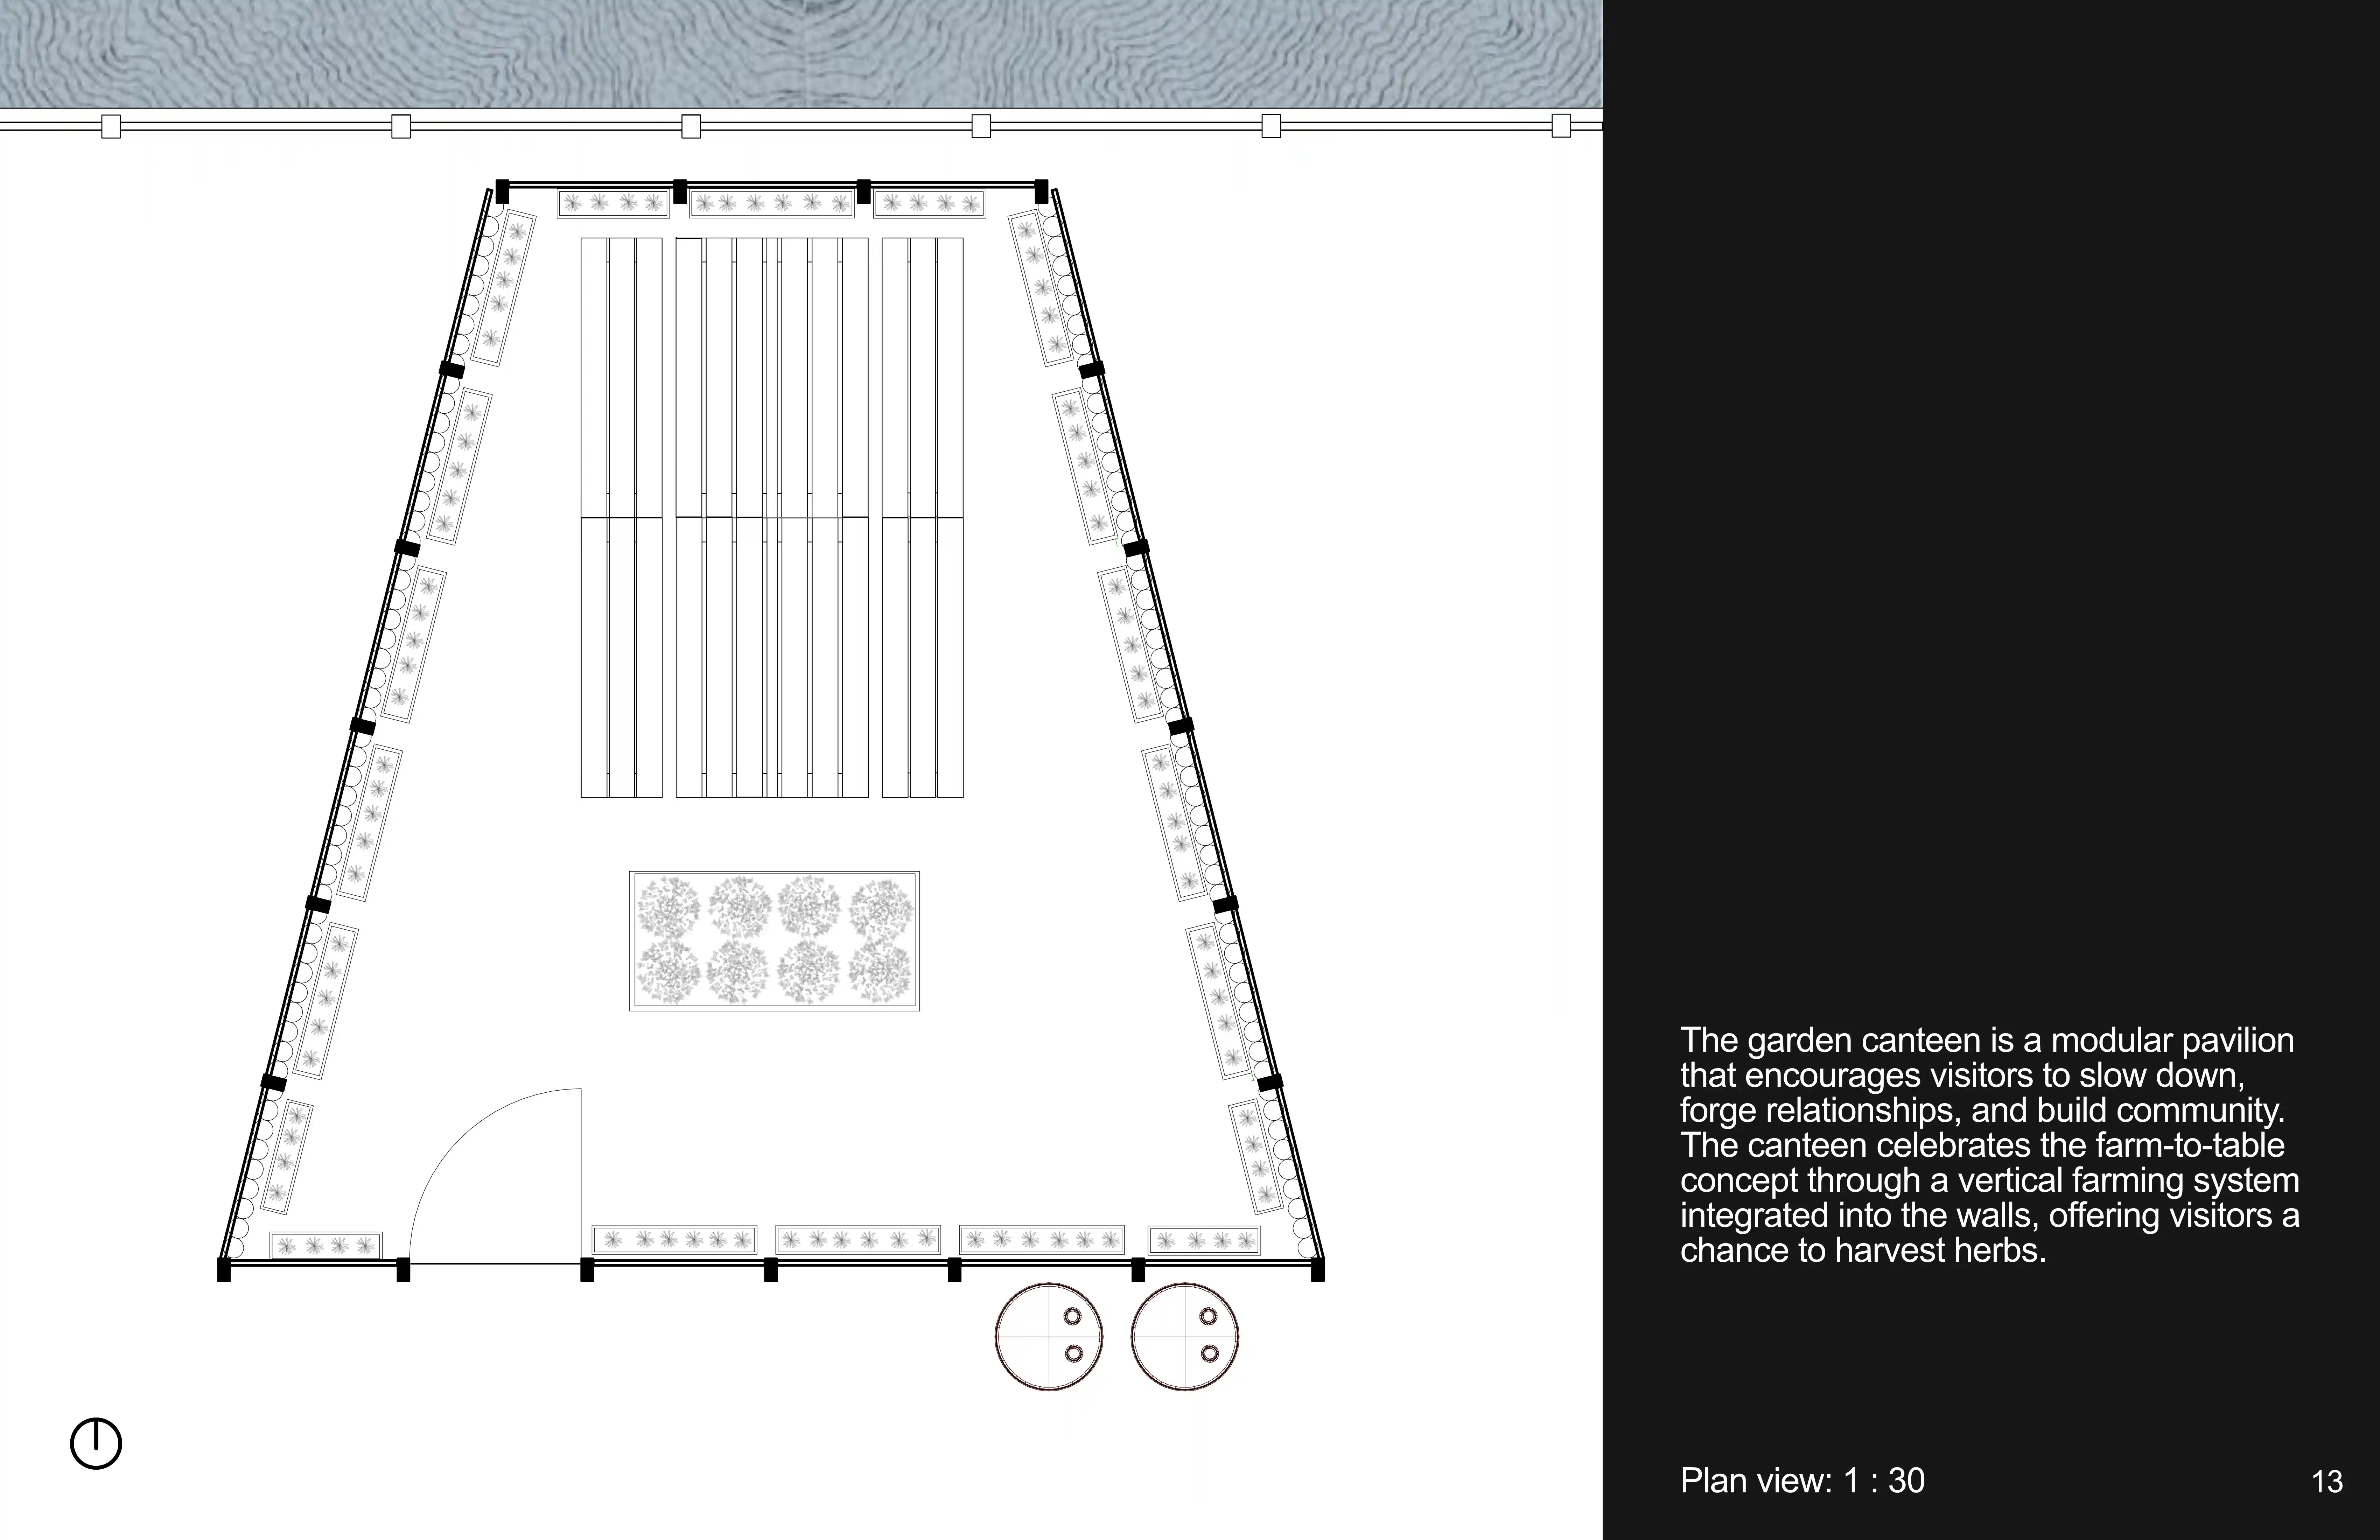 The garden canteen is a modular pavilion
that encourages visitors to slow down,
forge relationships, and build community.
The canteen celebrates the farm-to-table
concept through a vertical farming system
integrated into the walls, offering visitors a
chance to harvest herbs.
Plan view: 1 : 30
13